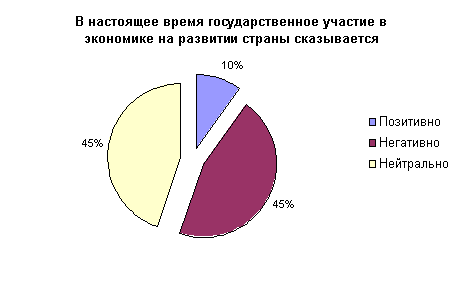 В настоящее время государственное участие в
экономике на развитии страны сказывается
10%
45%
45%
Позитивно
Негативно
Нейтрально